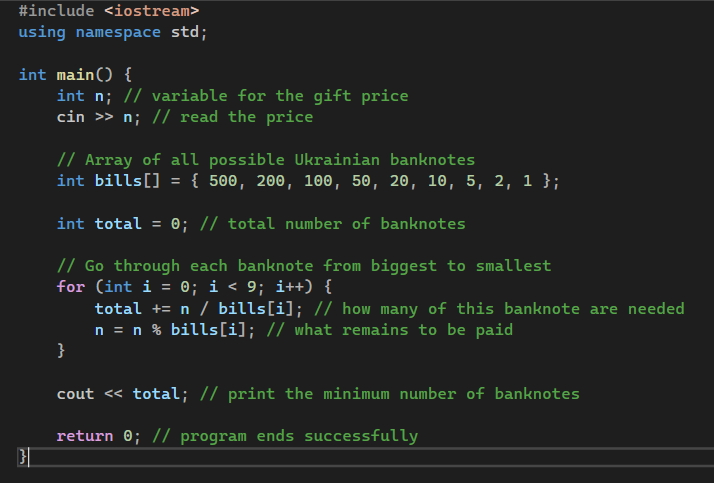 #include <iostream>
using namespace std;

int main() {
    int n; // variable for the gift price
    cin >> n; // read the price

    // Array of all possible Ukrainian banknotes
    int bills[] = { 500, 200, 100, 50, 20, 10, 5, 2, 1 };

    int total = 0; // total number of banknotes

    // Go through each banknote from biggest to smallest
    for (int i = 0; i < 9; i++) {
        total += n / bills[i]; // how many of this banknote are needed
        n = n % bills[i]; // what remains to be paid
    }

    cout << total; // print the minimum number of banknotes

    return 0; // program ends successfully
}